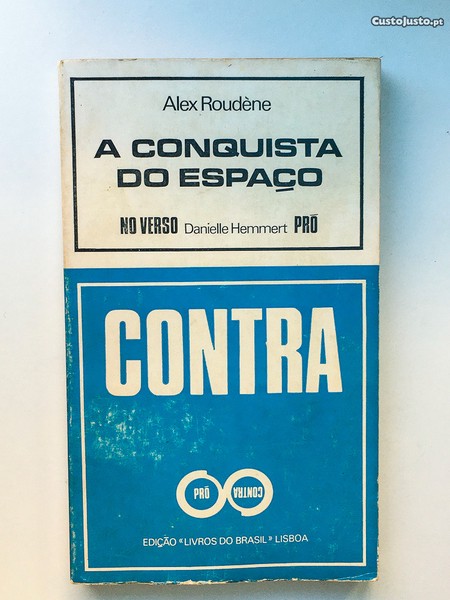 CustoJusto.pt
Alex Roudène
A CONQUISTA
DO ESPAÇO
NO VERSO Danielle Hemmert PRÓ
CONTRA
PRÓ CONTRA
EDIÇÃO «LIVROS DO BRASIL» LISBOA